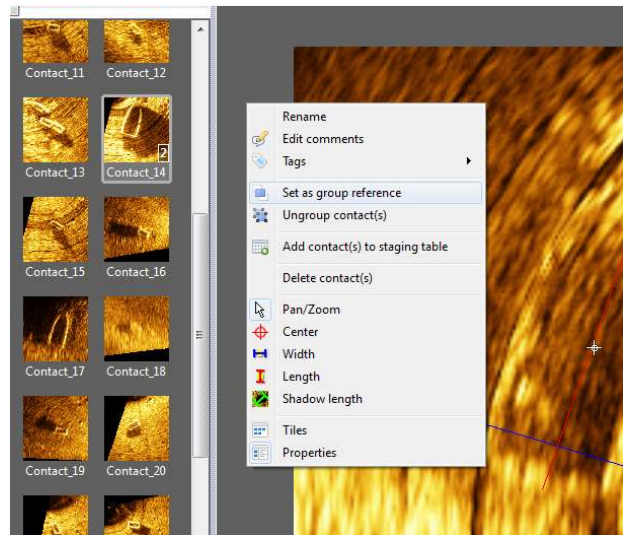 Contact_11
Contact_12
Contact_13
2
Contact_14
Contact_15
Contact_16
Contact_17
Contact_18
Contact_19
Contact_20
Rename
Edit comments
Tags
Set as group reference
Ungroup contact(s)
Add contact(s) to staging table
Delete contact(s)
Pan/Zoom
Center
Width
Length
Shadow length
Tiles
Properties